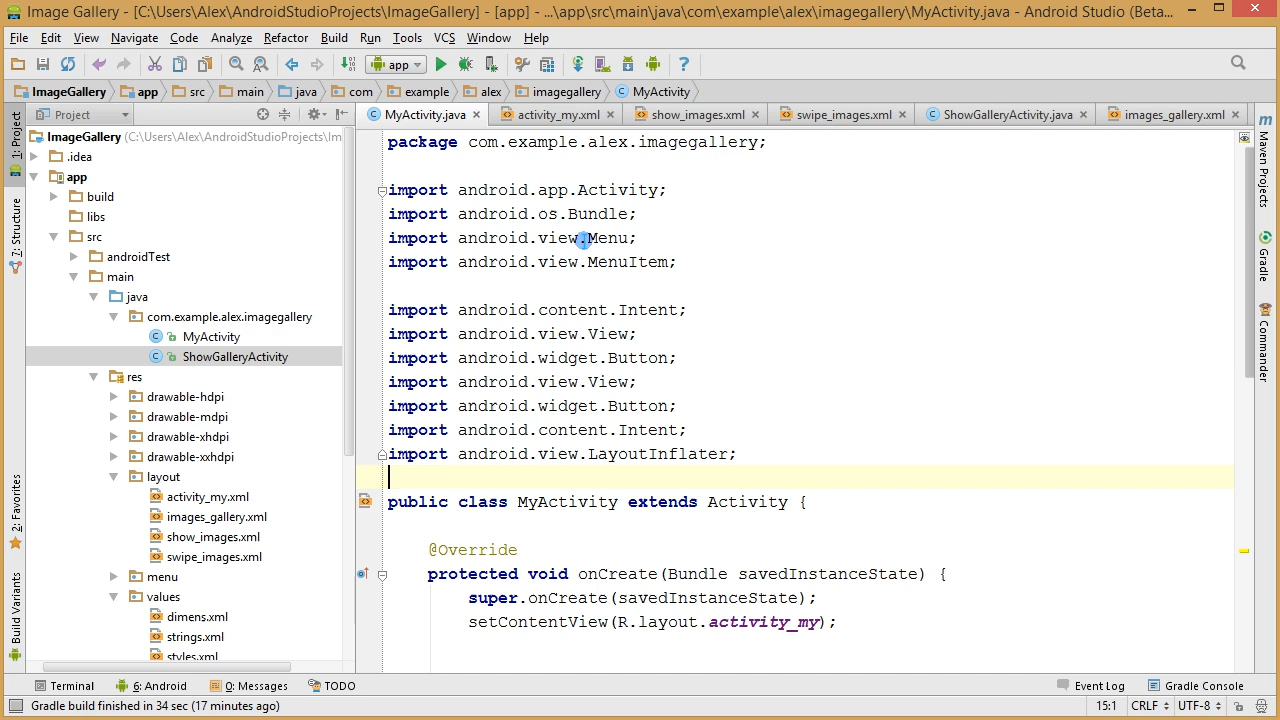 Image Gallery - [C:\Users\Alex\AndroidStudioProjects\ImageGallery] - [app] - ...\app\src\main\java\com\example\alex\imagegallery\MyActivity.java - Android Studio (Beta...
File Edit View Navigate Code Analyze Refactor Build Run Tools VCS Window Help
app
ImageGallery app src main java com example alex imagegallery MyActivity
Project
MyActivity.java activity_my.xml show_images.xml swipe_images.xml ShowGalleryActivity.java images_gallery.xml
1: Project
7: Structure
2: Favorites
Build Variants
ImageGallery (C:\Users\Alex\AndroidStudioProjects\Im
.idea
app
build
libs
src
androidTest
main
java
com.example.alex.imagegallery
MyActivity
ShowGalleryActivity
res
drawable-hdpi
drawable-mdpi
drawable-xhdpi
drawable-xxhdpi
layout
activity_my.xml
images_gallery.xml
show_images.xml
swipe_images.xml
menu
values
dimens.xml
strings.xml
styles.xml
package com.example.alex.imagegallery;
import android.app.Activity;
import android.os.Bundle;
import android.view.Menu;
import android.view.MenuItem;
import android.content.Intent;
import android.view.View;
import android.widget.Button;
import android.view.View;
import android.widget.Button;
import android.content.Intent;
import android.view.LayoutInflater;
public class MyActivity extends Activity {
@Override
protected void onCreate(Bundle savedInstanceState) {
super.onCreate(savedInstanceState);
setContentView(R.layout.activity_my);
m Maven Projects
Gradle
Commander
Terminal 6: Android 0: Messages TODO Event Log Gradle Console
Gradle build finished in 34 sec (17 minutes ago) 15:1 CRLF UTF-8